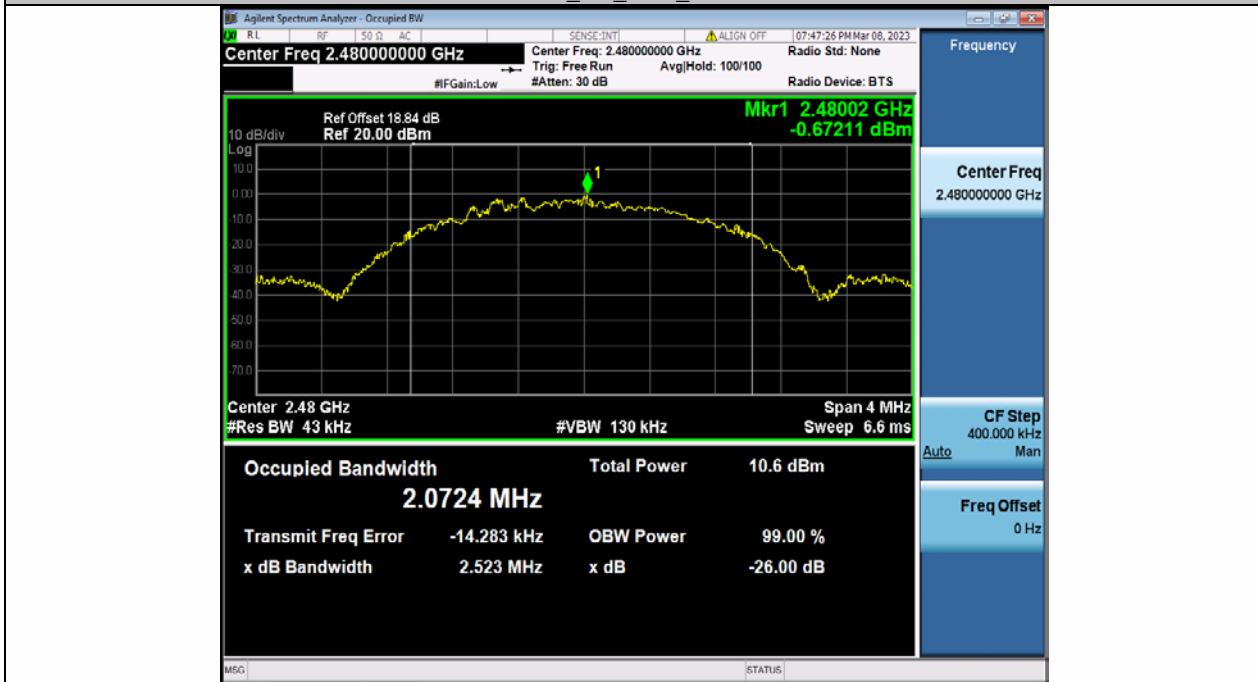 Agilent Spectrum Analyzer - Occupied BW
RL RF 50 Ω AC SENSE:INT ALIGN OFF 07:47:26 PM Mar 08, 2023
Center Freq 2.480000000 GHz
Center Freq: 2.480000000 GHz
Radio Std: None
Trig: Free Run Avg|Hold: 100/100
#IFGain:Low
#Atten: 30 dB
Radio Device: BTS
Frequency
Ref Offset 18.84 dB
Mkr1 2.48002 GHz
10 dB/div Ref 20.00 dBm
-0.67211 dBm
Log
10.0
0.00
-10.0
-20.0
-30.0
-40.0
-50.0
-60.0
-70.0
1
Center 2.48 GHz
Span 4 MHz
#Res BW 43 kHz
#VBW 130 kHz
Sweep 6.6 ms
Center Freq
2.480000000 GHz
CF Step
400.000 kHz
Auto Man
Freq Offset
0 Hz
Occupied Bandwidth
Total Power 10.6 dBm
2.0724 MHz
Transmit Freq Error -14.283 kHz OBW Power 99.00 %
x dB Bandwidth 2.523 MHz x dB -26.00 dB
MSG
STATUS